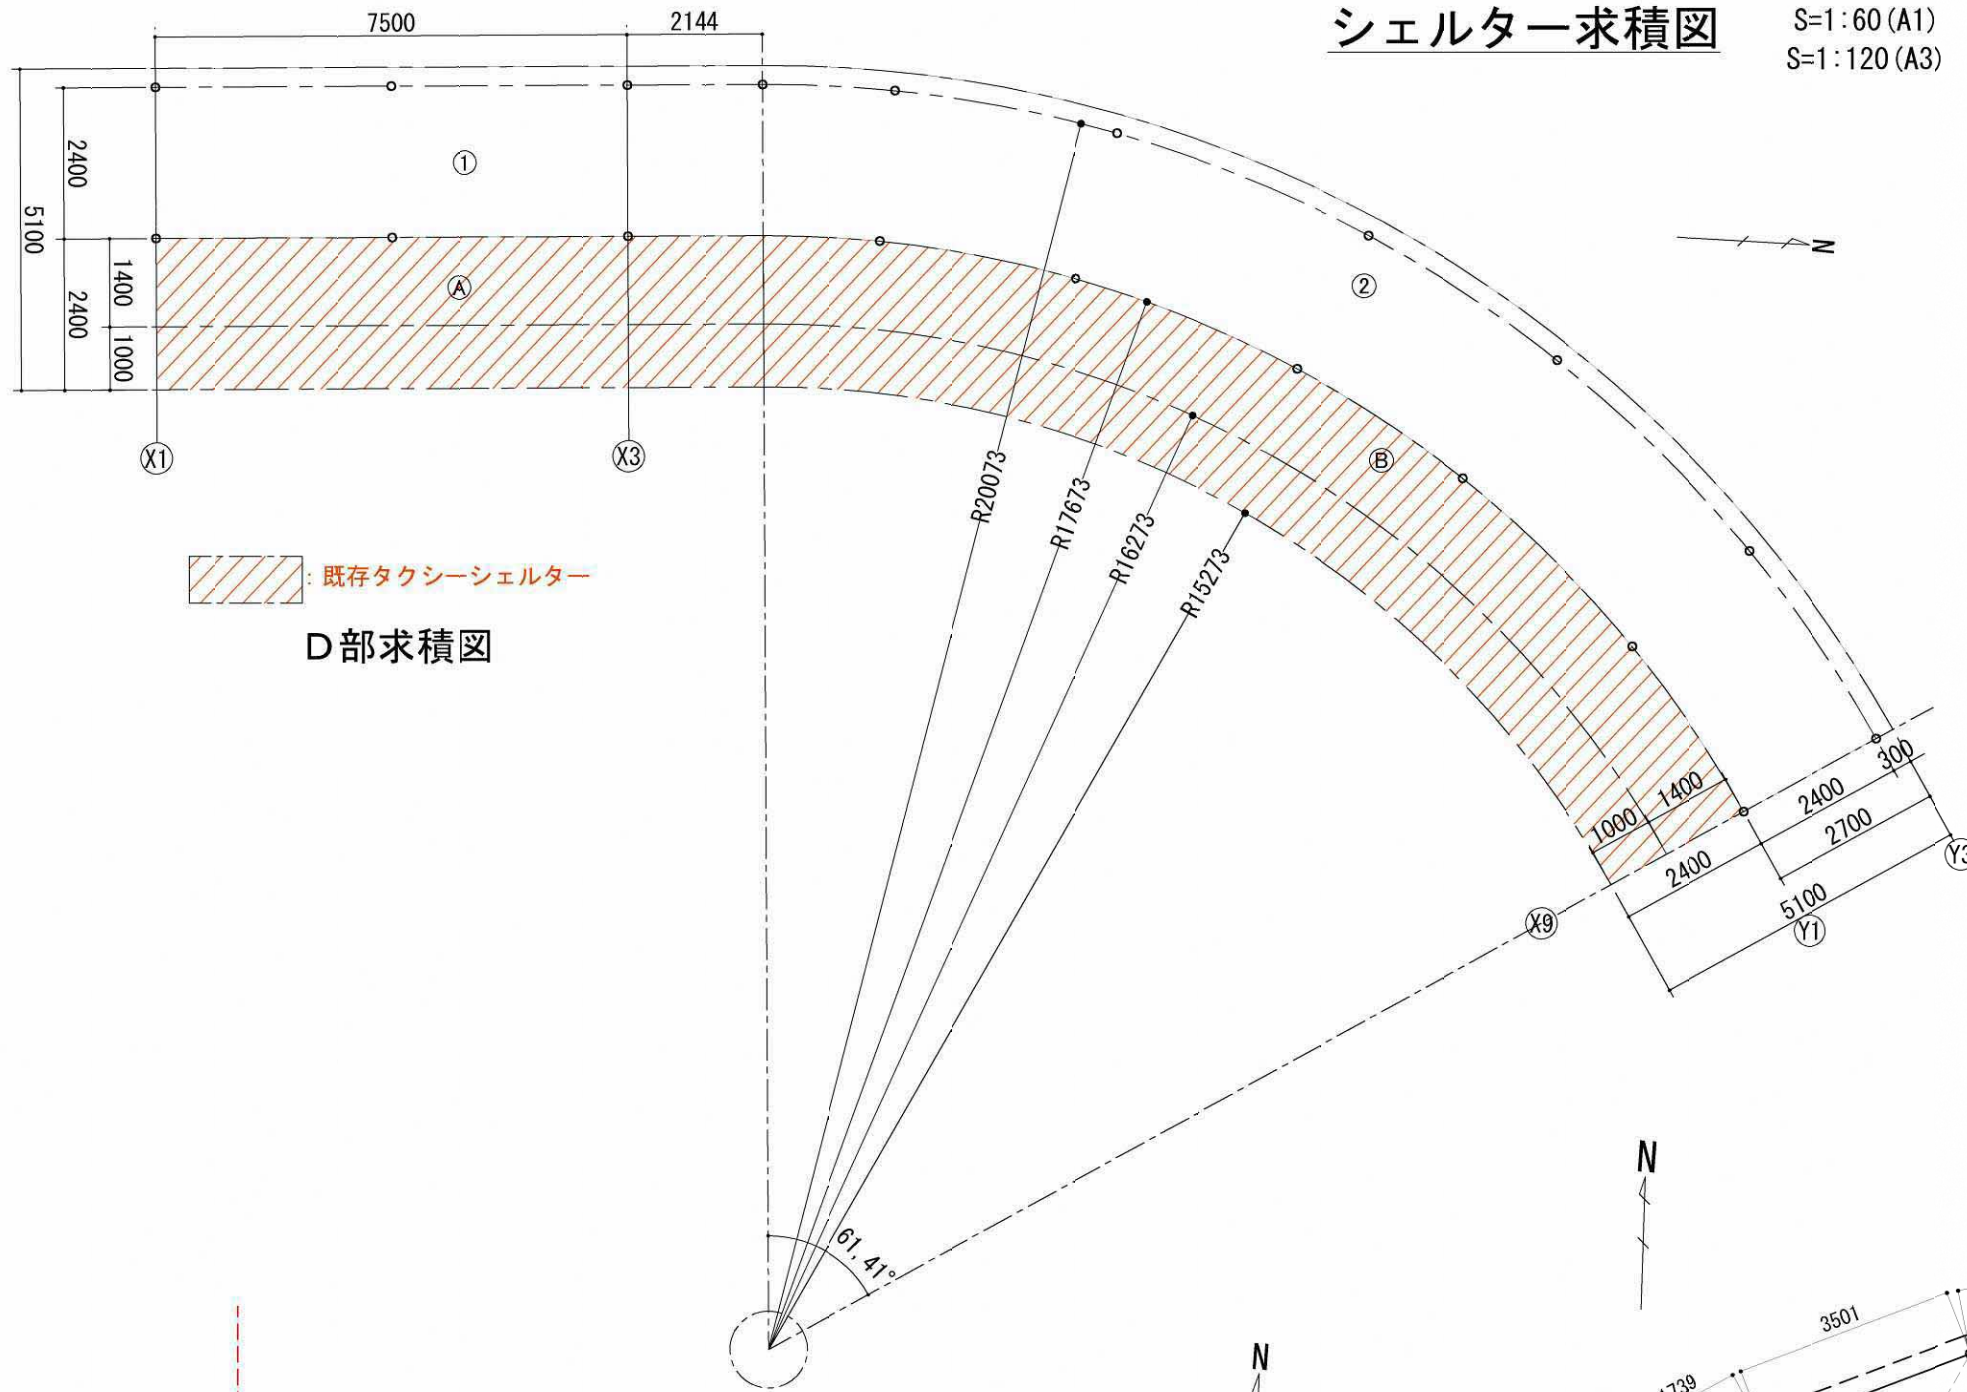 シェルター求積図
S=1:60(A1)
S=1:120(A3)
7500
2144
2400
5100
1400
2400
1000
①
Ⓐ
②
Ⓑ
N
X1
X3
R20073
R17673
R16273
R15273
: 既存タクシーシェルター
D部求積図
300
1400
2400
1000
2700
2400
5100
Y3
X9
Y1
61,41°
N
N
3501
1739